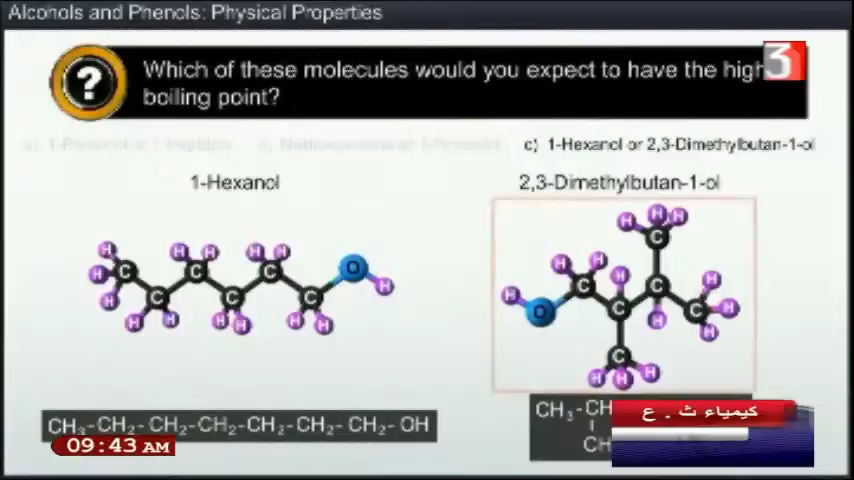 Alcohols and Phenols: Physical Properties
Which of these molecules would you expect to have the high
3
boiling point?
c) 1-Hexanol or 2,3-Dimethylbutan-1-ol
1-Hexanol
2,3-Dimethylbutan-1-ol
CH₃-CH₂-CH₂-CH₂-CH₂-CH₂-CH₂-OH
CH₃-CH
CH
كيمياء ث . ع
09:43 AM